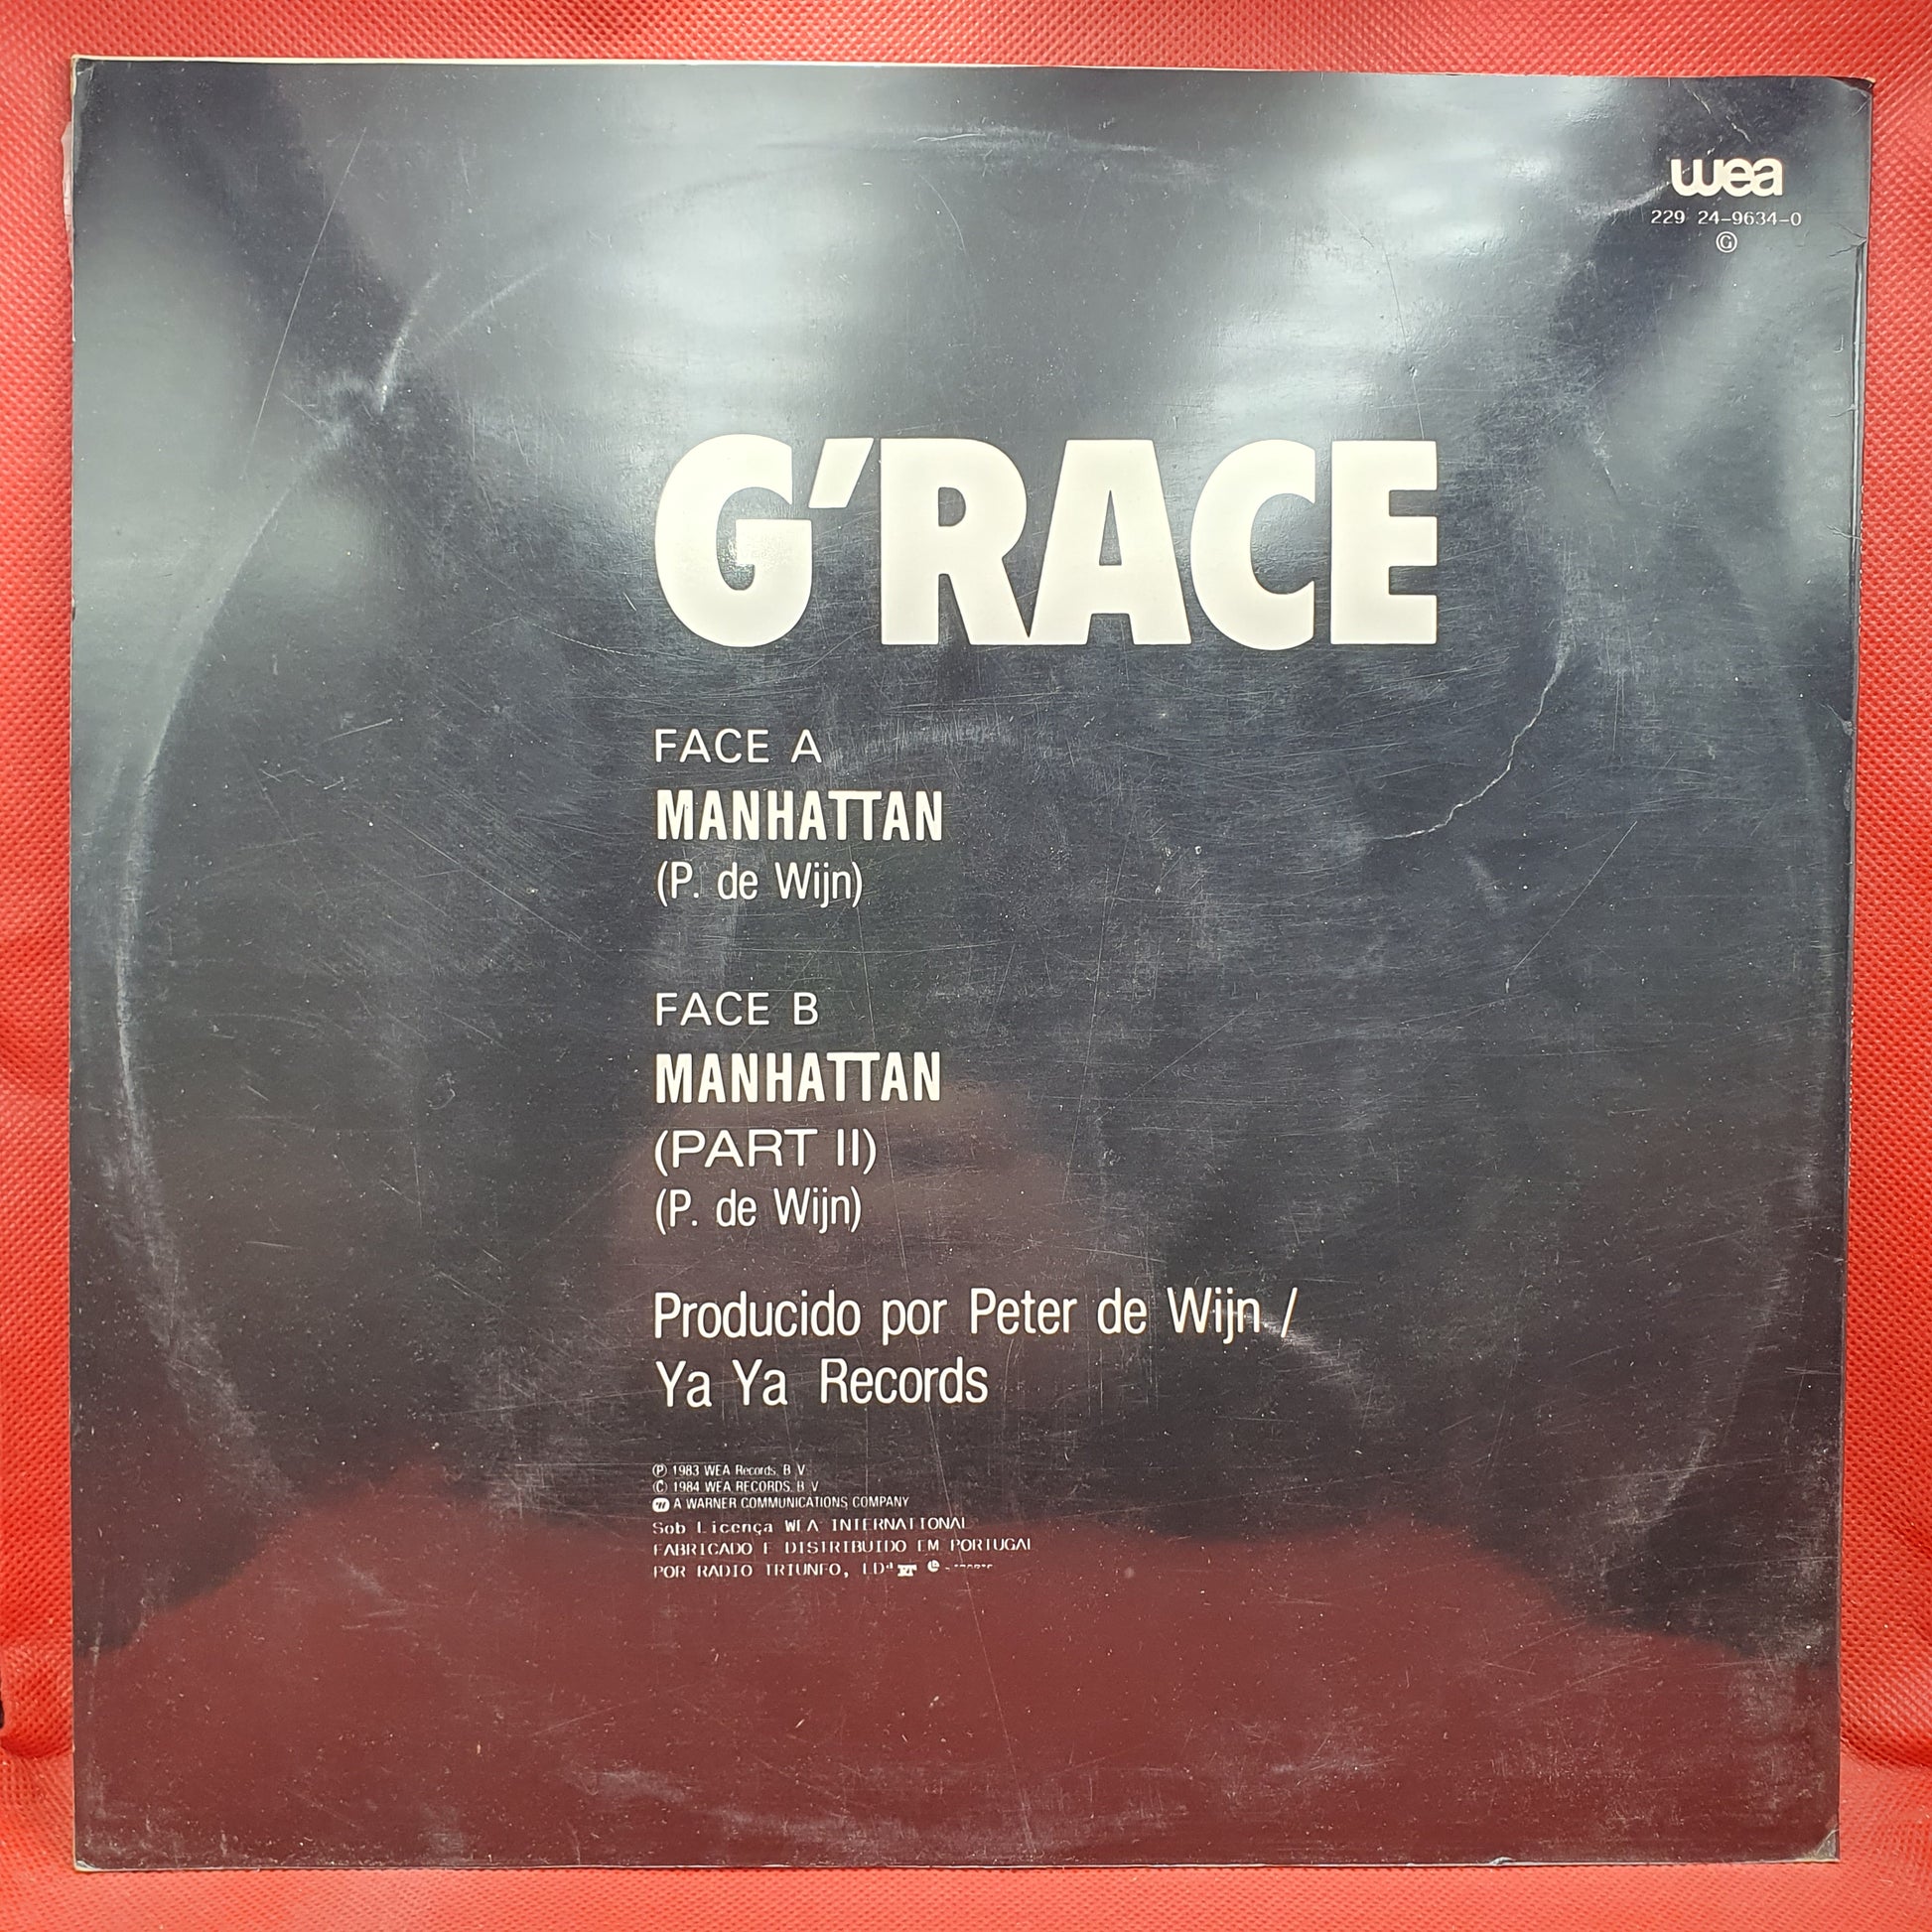 wea
229 24-9634-0
Ⓖ
G'RACE
FACE A
MANHATTAN
(P. de Wijn)
FACE B
MANHATTAN
(PART II)
(P. de Wijn)
Producido por Peter de Wijn /
Ya Ya Records
Ⓟ 1983 WEA Records. B V.
Ⓒ 1984 WEA RECORDS. B V
A WARNER COMMUNICATIONS COMPANY
Sob Licença WEA INTERNATIONAL
FABRICADO E DISTRIBUIDO EM PORTUGAL
POR RADIO TRIUNFO, LDª